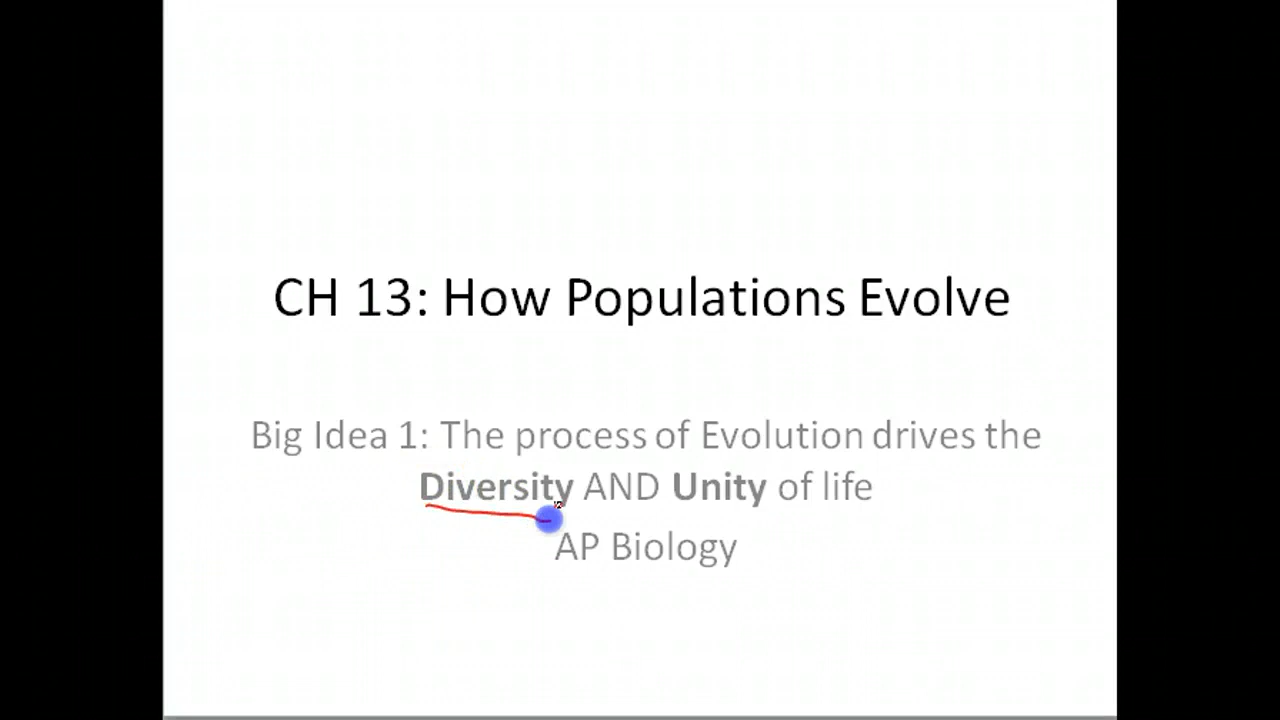 CH 13: How Populations Evolve
Big Idea 1: The process of Evolution drives the
Diversity AND Unity of life
AP Biology